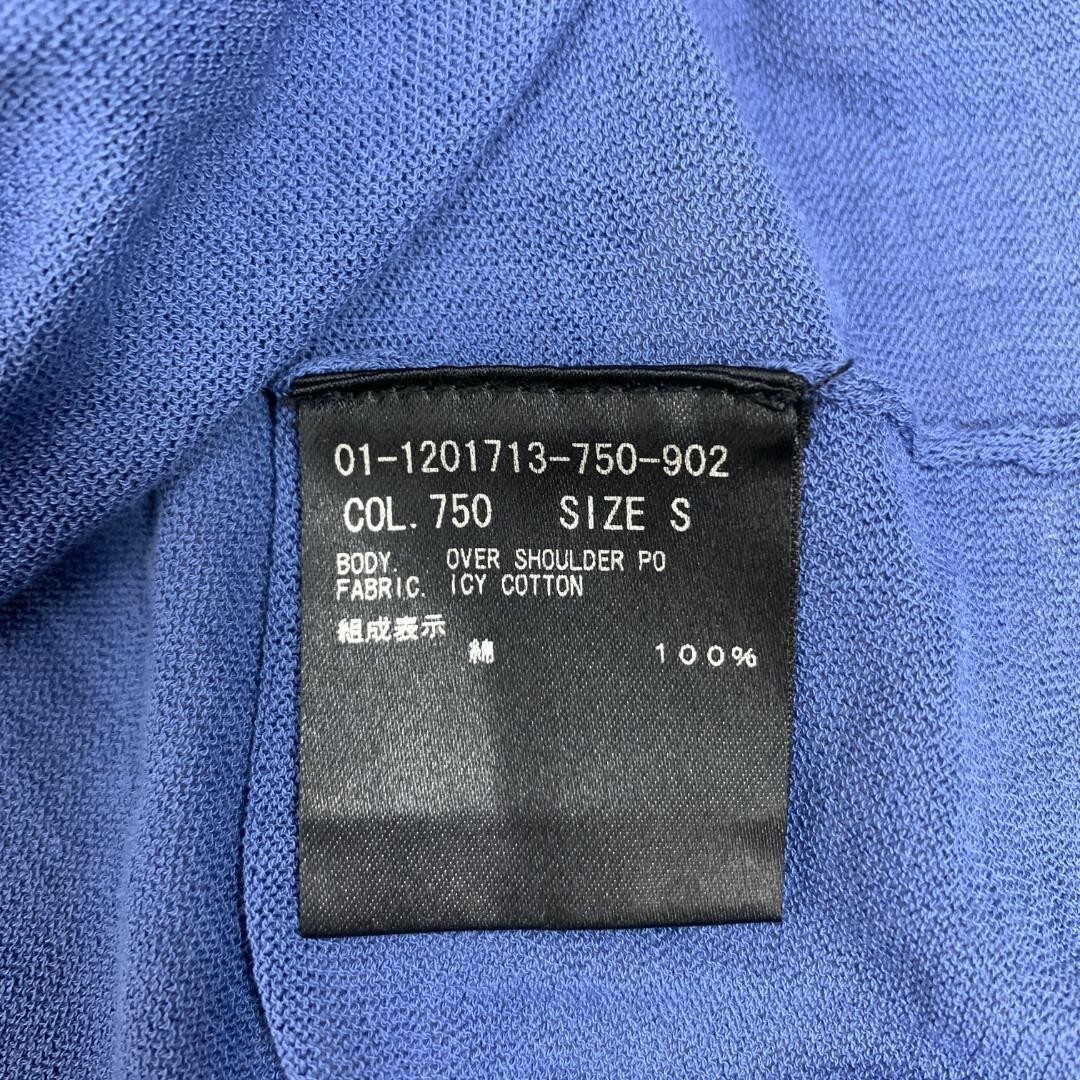 01-1201713-750-902
COL. 750 SIZE S
BODY. OVER SHOULDER PO
FABRIC. ICY COTTON
組成表示
綿 100%